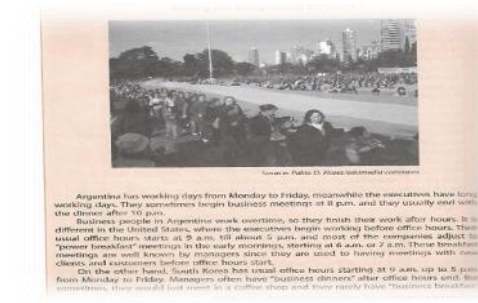 Source: Pablo D. Flores/wikimedia commons
Argentina has working days from Monday to Friday, meanwhile the executives have long
working days. They sometimes begin business meetings at 8 p.m. and they usually end with
the dinner after 10 p.m.
Business people in Argentina work overtime, so they finish their work after hours. It is
different in the United States, where the executives begin working before office hours. Their
usual office hours starts at 9 a.m. till about 5 p.m. and most of the companies adjust to
"power breakfast" meetings in the early mornings, starting at 6 a.m. or 7 a.m. These breakfast
meetings are well known by managers since they are used to having meetings with new
clients and customers before office hours start.
On the other hand, South Korea has usual office hours starting at 9 a.m. up to 5 p.m.
from Monday to Friday. Managers often have "business dinners" after office hours end. But
sometimes, they would just meet in a coffee shop and they rarely have "business breakfast